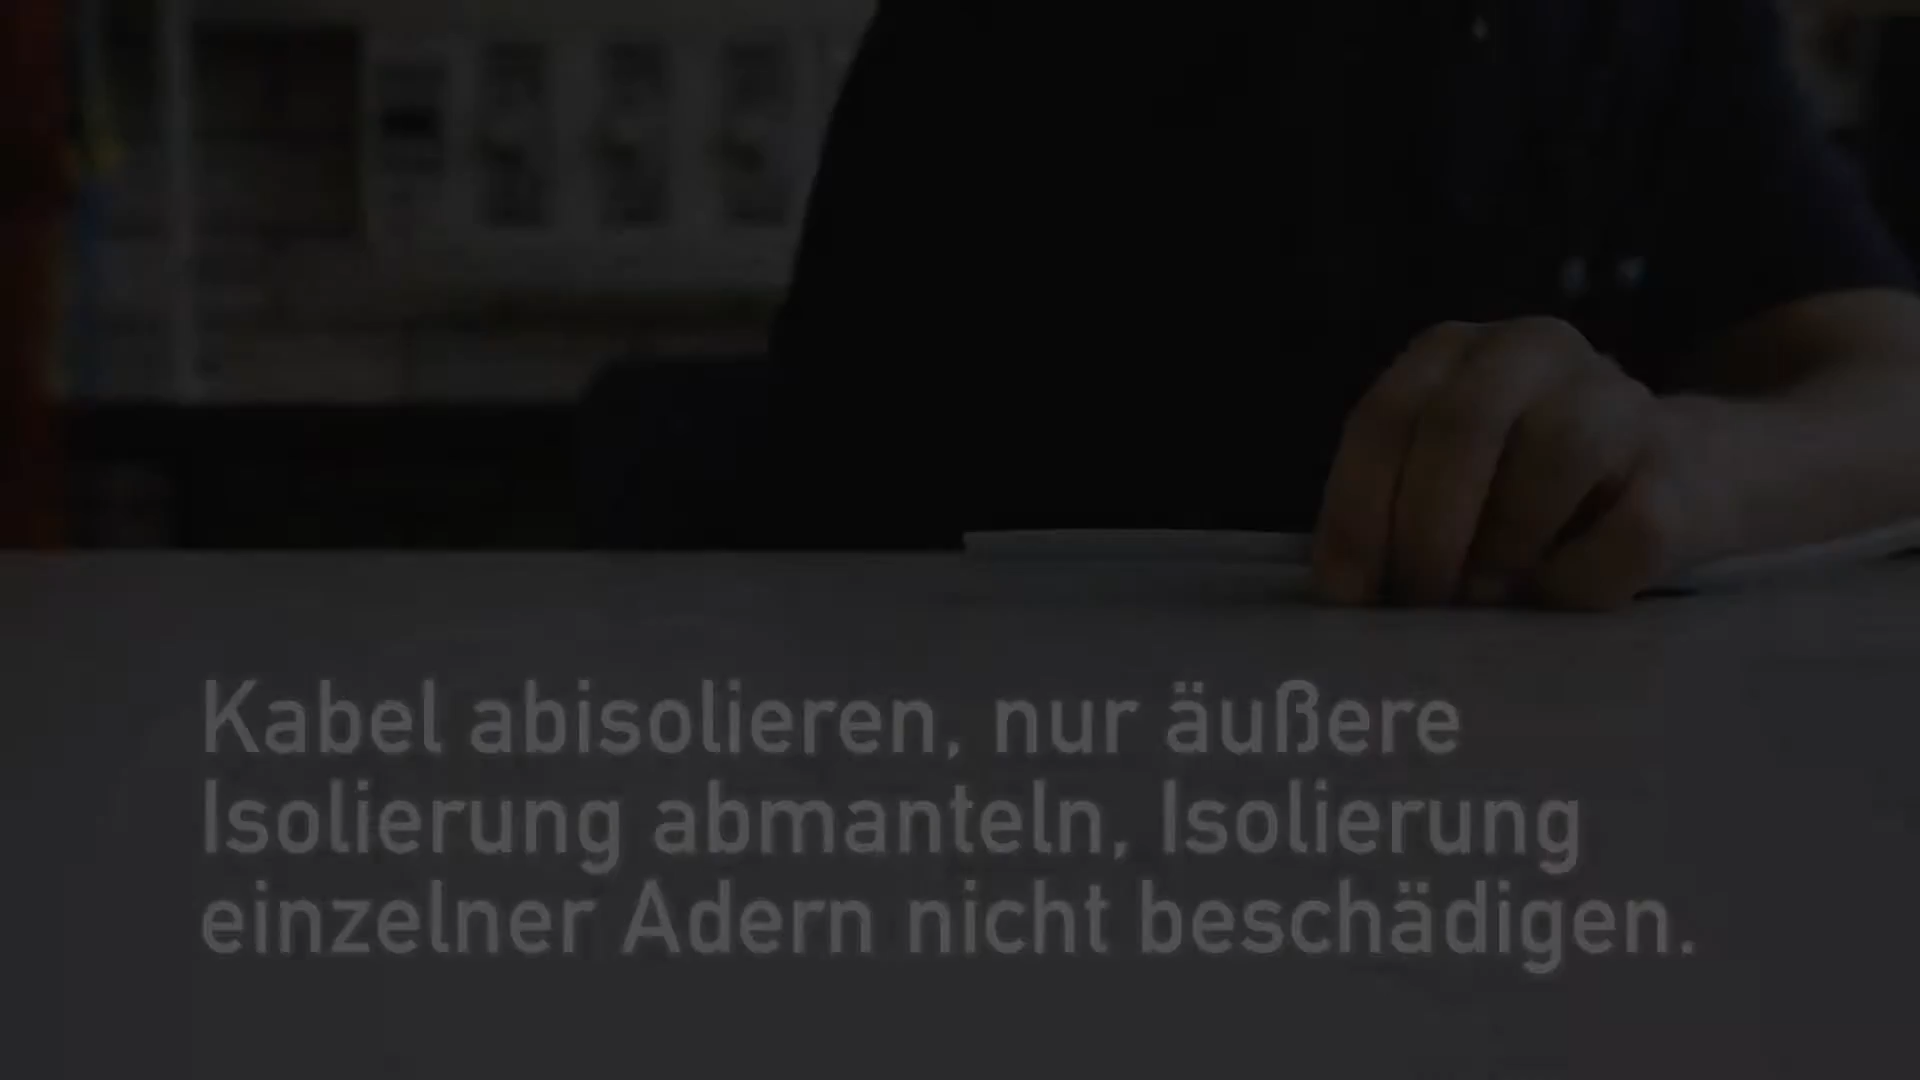 Kabel abisolieren, nur äußere
Isolierung abmanteln, Isolierung
einzelner Adern nicht beschädigen.